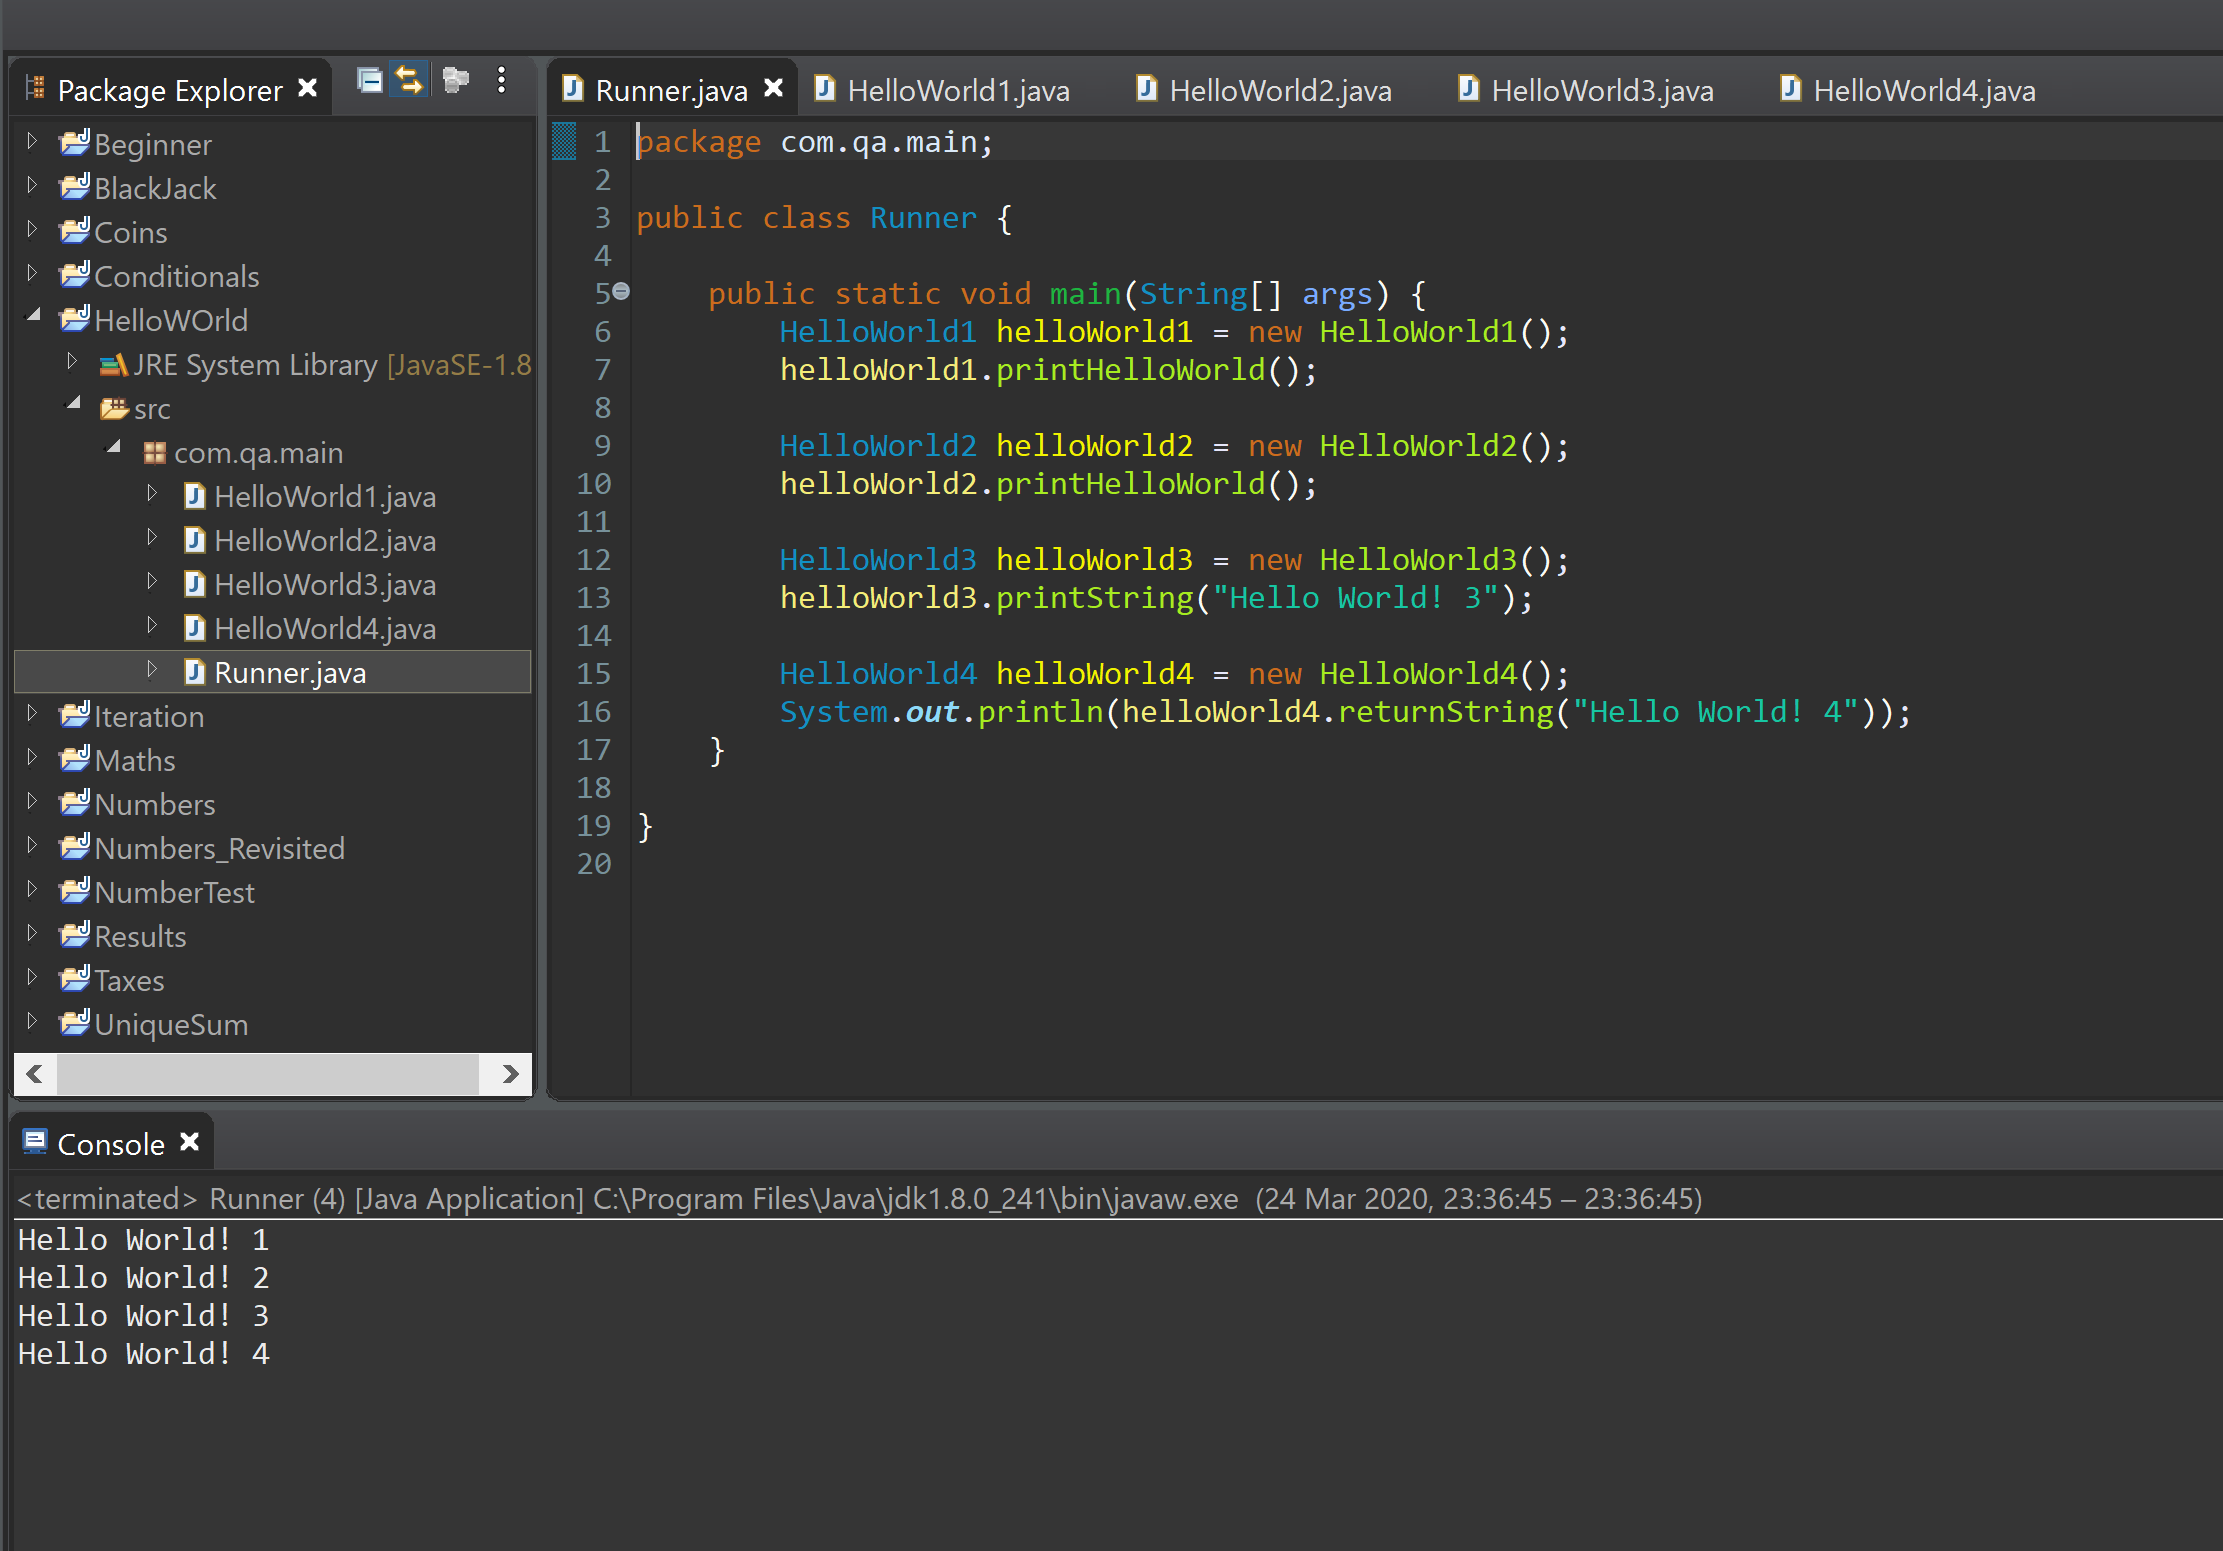 Package Explorer
Beginner
BlackJack
Coins
Conditionals
HelloWOrld
JRE System Library [JavaSE-1.8
src
com.qa.main
HelloWorld1.java
HelloWorld2.java
HelloWorld3.java
HelloWorld4.java
Runner.java
Iteration
Maths
Numbers
Numbers_Revisited
NumberTest
Results
Taxes
UniqueSum
Runner.java HelloWorld1.java HelloWorld2.java HelloWorld3.java HelloWorld4.java
1 package com.qa.main;
2
3 public class Runner {
4
5     public static void main(String[] args) {
6         HelloWorld1 helloWorld1 = new HelloWorld1();
7         helloWorld1.printHelloWorld();
8
9         HelloWorld2 helloWorld2 = new HelloWorld2();
10         helloWorld2.printHelloWorld();
11
12         HelloWorld3 helloWorld3 = new HelloWorld3();
13         helloWorld3.printString("Hello World! 3");
14
15         HelloWorld4 helloWorld4 = new HelloWorld4();
16         System.out.println(helloWorld4.returnString("Hello World! 4"));
17     }
18
19 }
20
Console
<terminated> Runner (4) [Java Application] C:\Program Files\Java\jdk1.8.0_241\bin\javaw.exe (24 Mar 2020, 23:36:45 – 23:36:45)
Hello World! 1
Hello World! 2
Hello World! 3
Hello World! 4